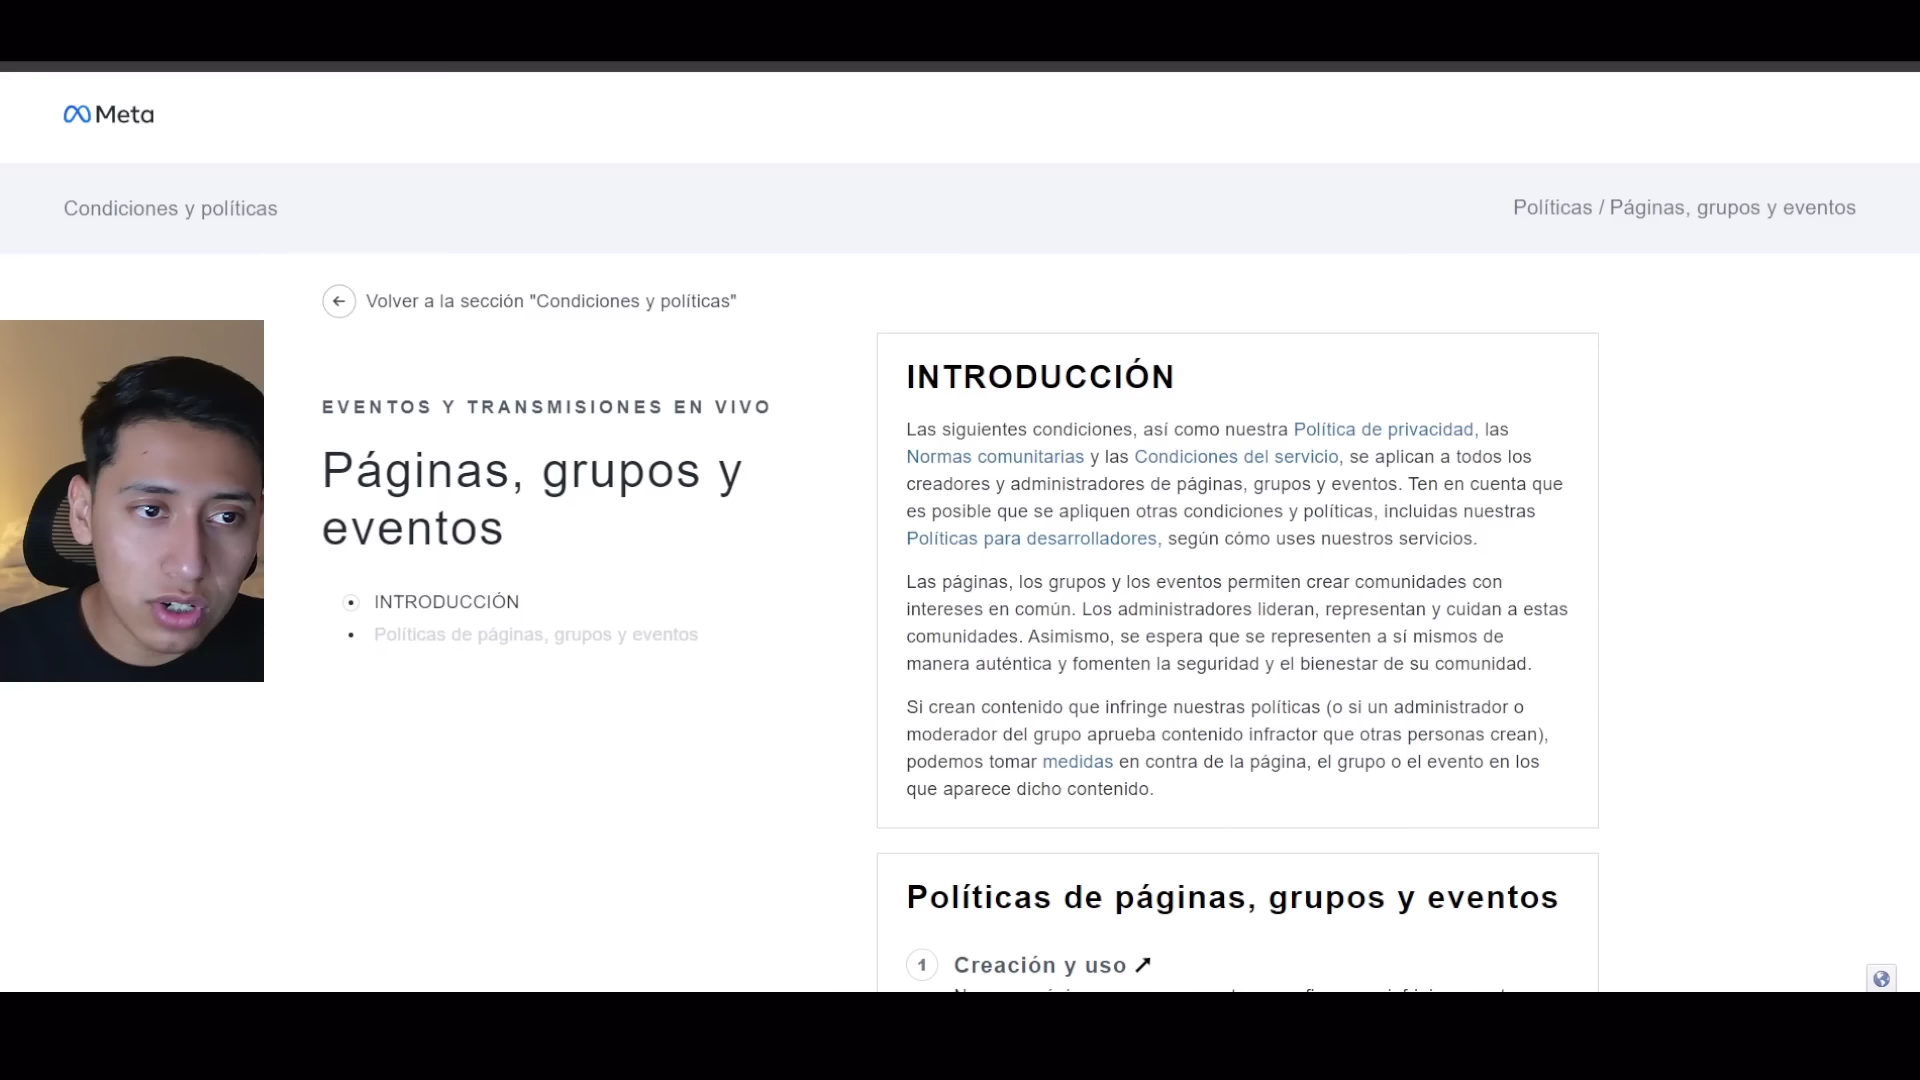 Meta
Condiciones y políticas
Políticas / Páginas, grupos y eventos
Volver a la sección "Condiciones y políticas"
EVENTOS Y TRANSMISIONES EN VIVO
Páginas, grupos y
eventos
INTRODUCCIÓN
Políticas de páginas, grupos y eventos
INTRODUCCIÓN
Las siguientes condiciones, así como nuestra Política de privacidad, las
Normas comunitarias y las Condiciones del servicio, se aplican a todos los
creadores y administradores de páginas, grupos y eventos. Ten en cuenta que
es posible que se apliquen otras condiciones y políticas, incluidas nuestras
Políticas para desarrolladores, según cómo uses nuestros servicios.
Las páginas, los grupos y los eventos permiten crear comunidades con
intereses en común. Los administradores lideran, representan y cuidan a estas
comunidades. Asimismo, se espera que se representen a sí mismos de
manera auténtica y fomenten la seguridad y el bienestar de su comunidad.
Si crean contenido que infringe nuestras políticas (o si un administrador o
moderador del grupo aprueba contenido infractor que otras personas crean),
podemos tomar medidas en contra de la página, el grupo o el evento en los
que aparece dicho contenido.
Políticas de páginas, grupos y eventos
1 Creación y uso